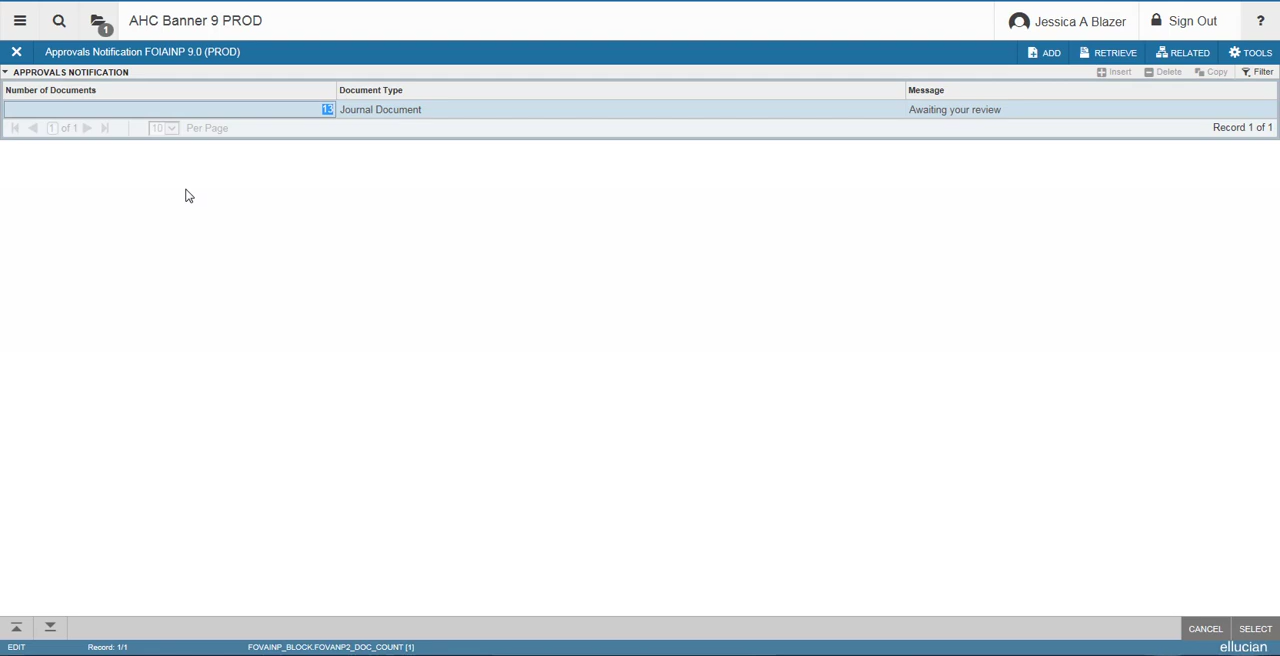 1 AHC Banner 9 PROD Jessica A Blazer Sign Out ?
Approvals Notification FOIAINP 9.0 (PROD) ADD RETRIEVE RELATED TOOLS
APPROVALS NOTIFICATION Insert Delete Copy Filter
Number of Documents Document Type Message
13 Journal Document Awaiting your review
1 of 1 10 Per Page Record 1 of 1
CANCEL SELECT
EDIT Record: 1/1 FOVAINP_BLOCK.FOVANP2_DOC_COUNT [1] ellucian